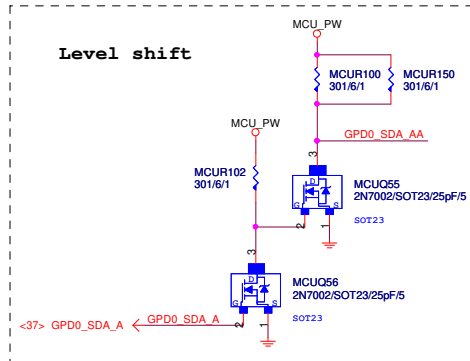 MCU_PW
Level shift
MCUR100
301/6/1
MCUR150
301/6/1
GPD0_SDA_AA
MCU_PW
MCUR102
301/6/1
3
D
G
S
2
1
MCUQ55
2N7002/SOT23/25pF/5
SOT23
3
D
G
S
2
1
MCUQ56
2N7002/SOT23/25pF/5
SOT23
<37> GPD0_SDA_A
GPD0_SDA_A